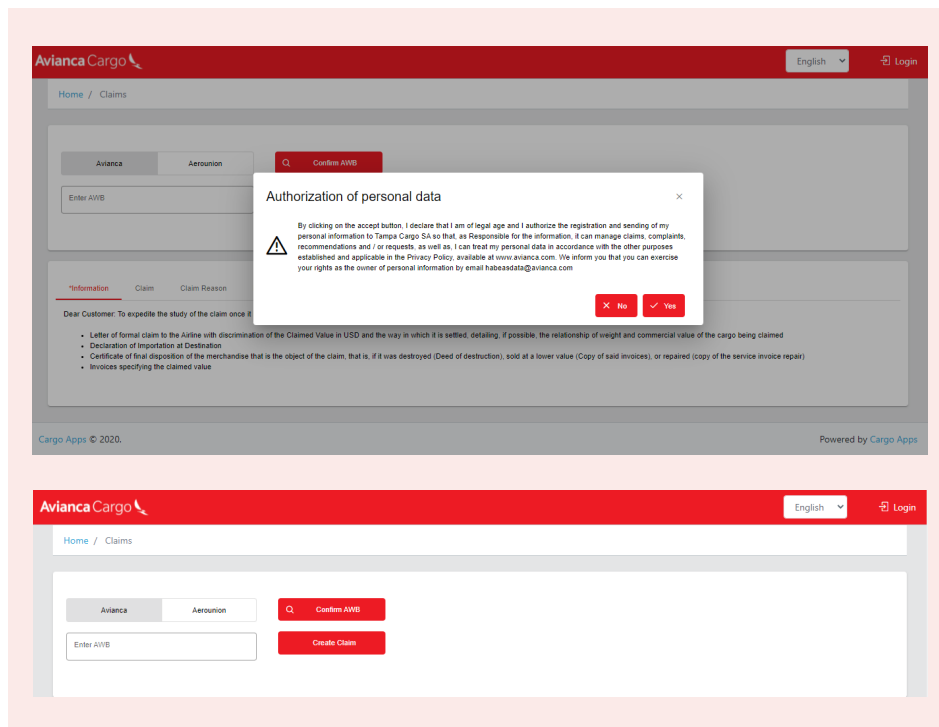 Avianca Cargo English Login
Home / Claims
Avianca Aerounion Confirm AWB
Enter AWB
Authorization of personal data ×
By clicking on the accept button, I declare that I am of legal age and I authorize the registration and sending of my
personal information to Tampa Cargo SA so that, as Responsible for the information, it can manage claims, complaints,
recommendations and / or requests, as well as, I can treat my personal data in accordance with the other purposes
established and applicable in the Privacy Policy, available at www.avianca.com. We inform you that you can exercise
your rights as the owner of personal information by email habeasdata@avianca.com
No Yes
*Information Claim Claim Reason
Dear Customer: To expedite the study of the claim once it
• Letter of formal claim to the Airline with discrimination of the Claimed Value in USD and the way in which it is settled, detailing, if possible, the relationship of weight and commercial value of the cargo being claimed
• Declaration of Importation at Destination
• Certificate of final disposition of the merchandise that is the object of the claim, that is, if it was destroyed (Deed of destruction), sold at a lower value (Copy of said invoices), or repaired (copy of the service invoice repair)
• Invoices specifying the claimed value
Cargo Apps © 2020. Powered by Cargo Apps
Avianca Cargo English Login
Home / Claims
Avianca Aerounion Confirm AWB
Enter AWB Create Claim